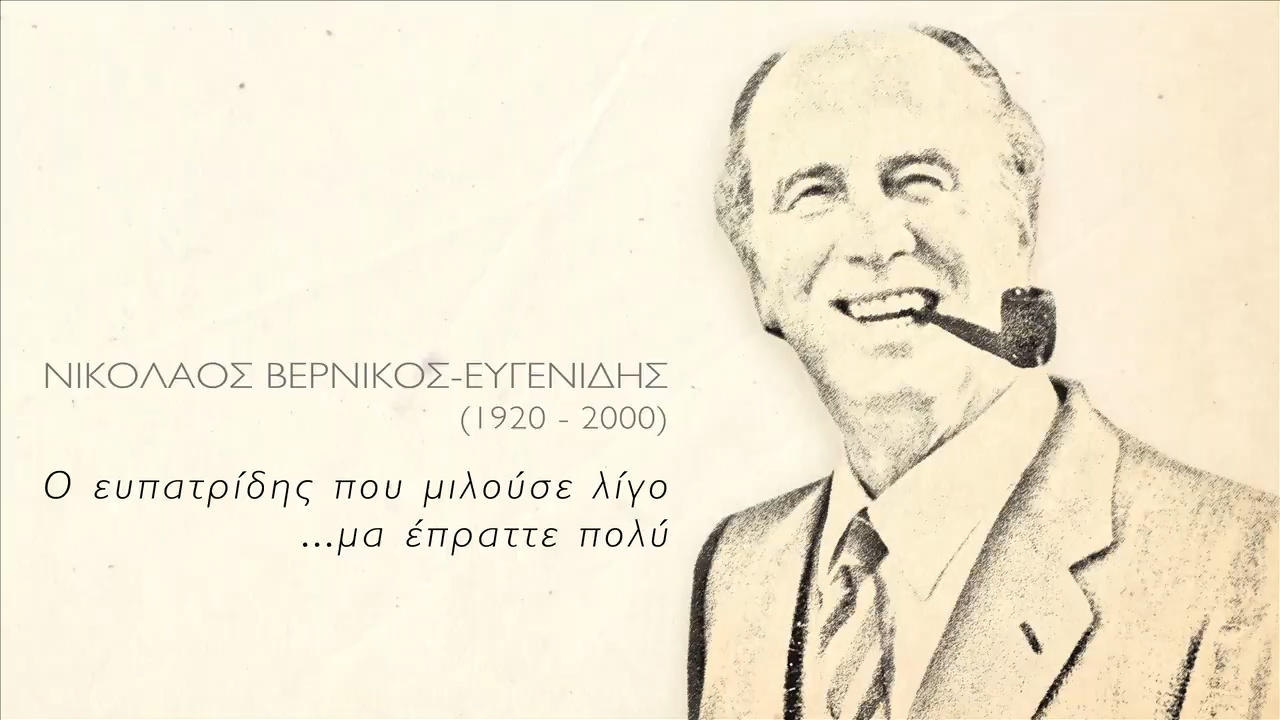 ΝΙΚΟΛΑΟΣ ΒΕΡΝΙΚΟΣ-ΕΥΓΕΝΙΔΗΣ
(1920 - 2000)
Ο ευπατρίδης που μιλούσε λίγο
...μα έπραττε πολύ